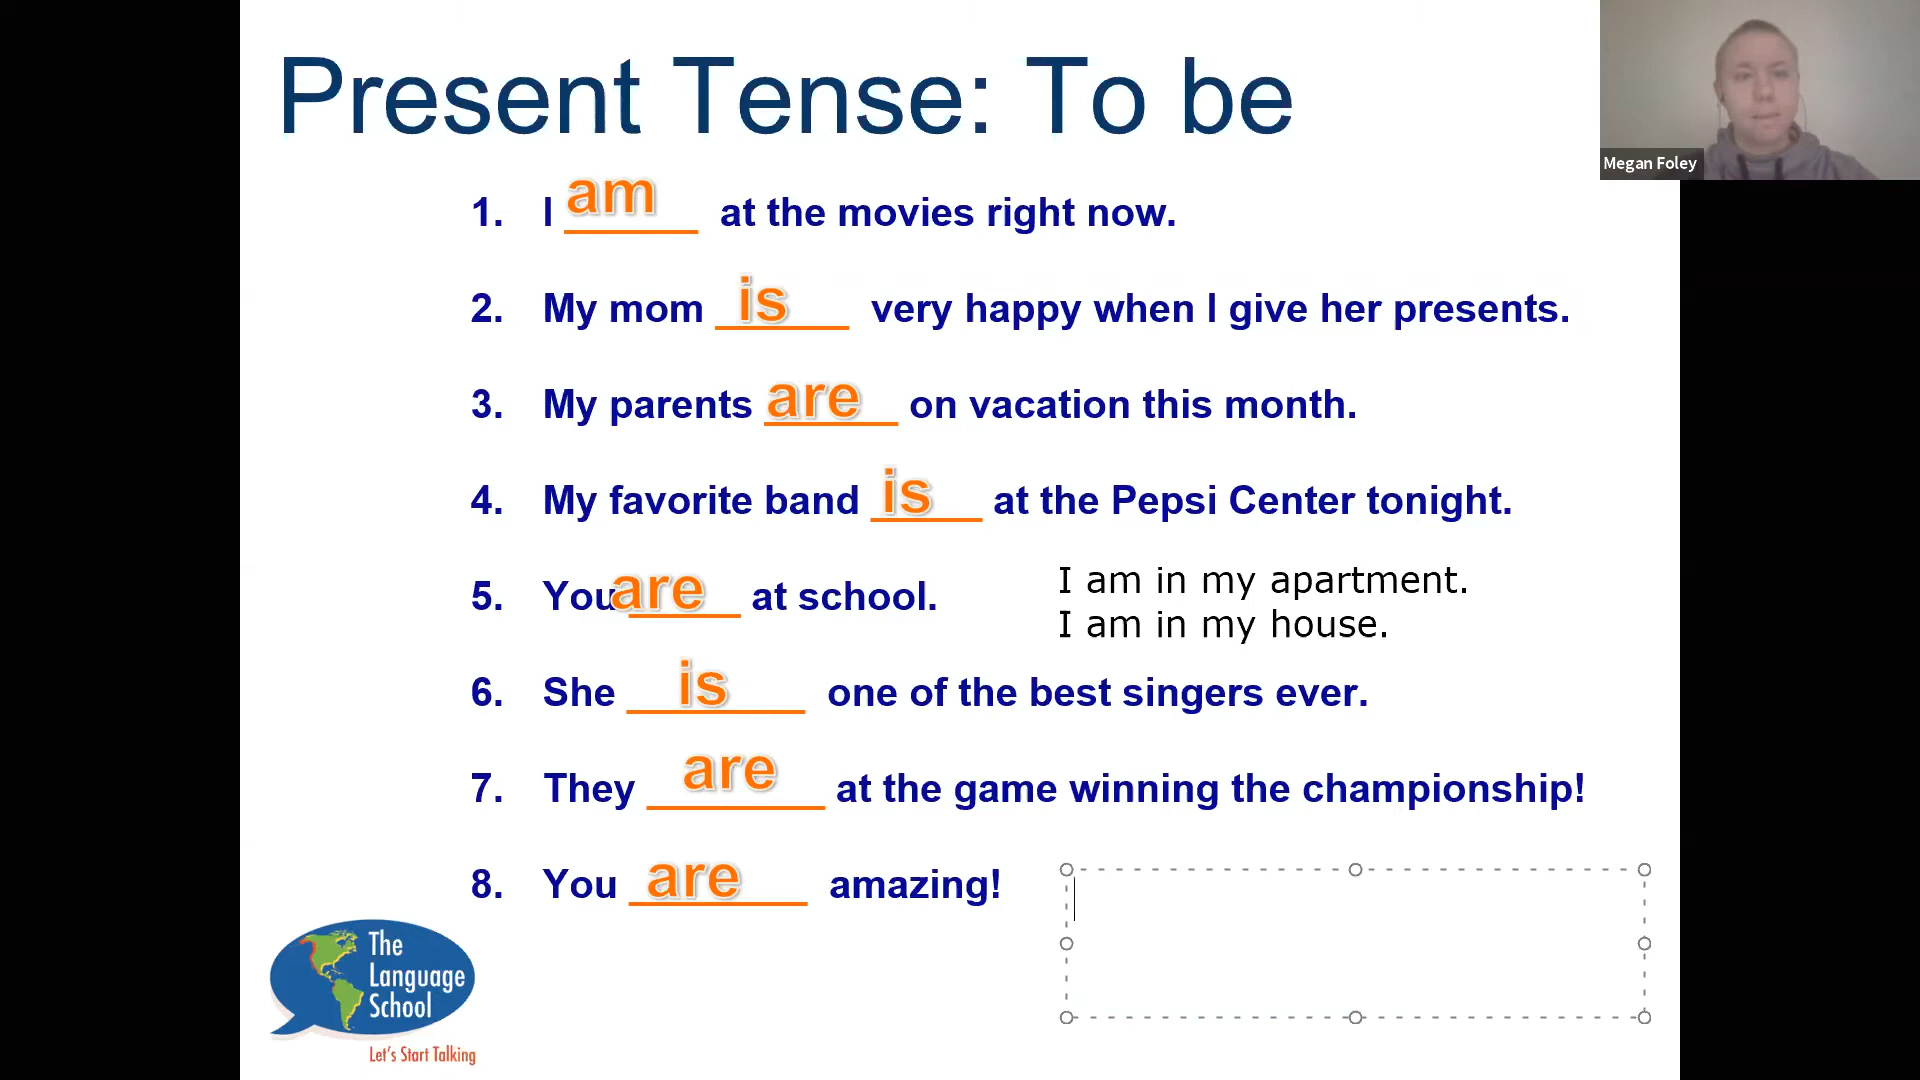 Present Tense: To be
Megan Foley
1. I am at the movies right now.
2. My mom is very happy when I give her presents.
3. My parents are on vacation this month.
4. My favorite band is at the Pepsi Center tonight.
5. You are at school.
I am in my apartment.
I am in my house.
6. She is one of the best singers ever.
7. They are at the game winning the championship!
8. You are amazing!
The
Language
School
Let's Start Talking